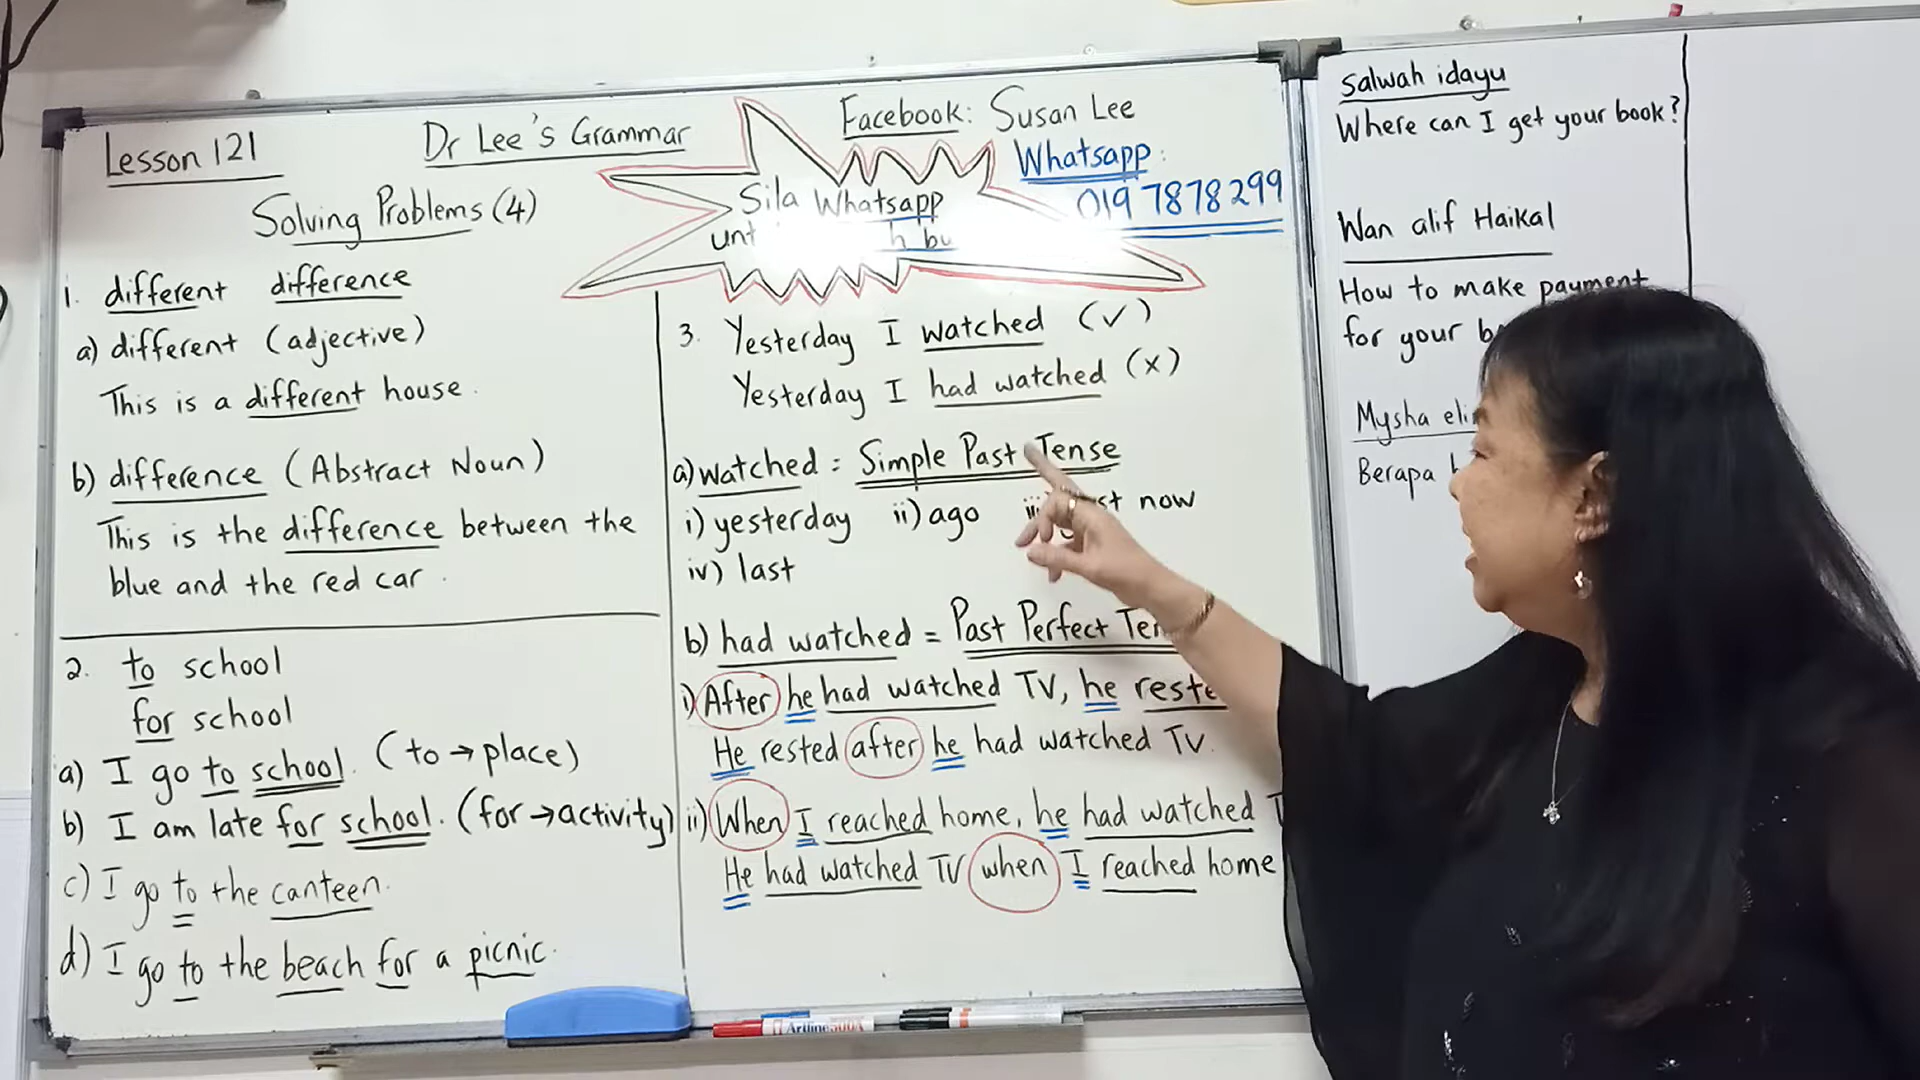 Lesson 121
Dr Lee's Grammar
Facebook: Susan Lee
Whatsapp:
019 7878299
Solving Problems (4)
Sila Whatsapp
1. different difference
a) different (adjective)
This is a different house.
b) difference (Abstract Noun)
This is the difference between the
blue and the red car.
2. to school
for school
a) I go to school. (to → place)
b) I am late for school. (for → activity)
c) I go to the canteen.
d) I go to the beach for a picnic.
3. Yesterday I watched (✓)
Yesterday I had watched (x)
a) watched = Simple Past Tense
i) yesterday ii) ago now
iv) last
b) had watched = Past Perfect
i) After he had watched TV, he
He rested after he had watched TV.
ii) When I reached home, he had watched
He had watched TV when I reached home
Artline 500A
Salwah idayu
Where can I get your book?
Wan alif Haikal
How to make payment
for your
Mysha
Berapa